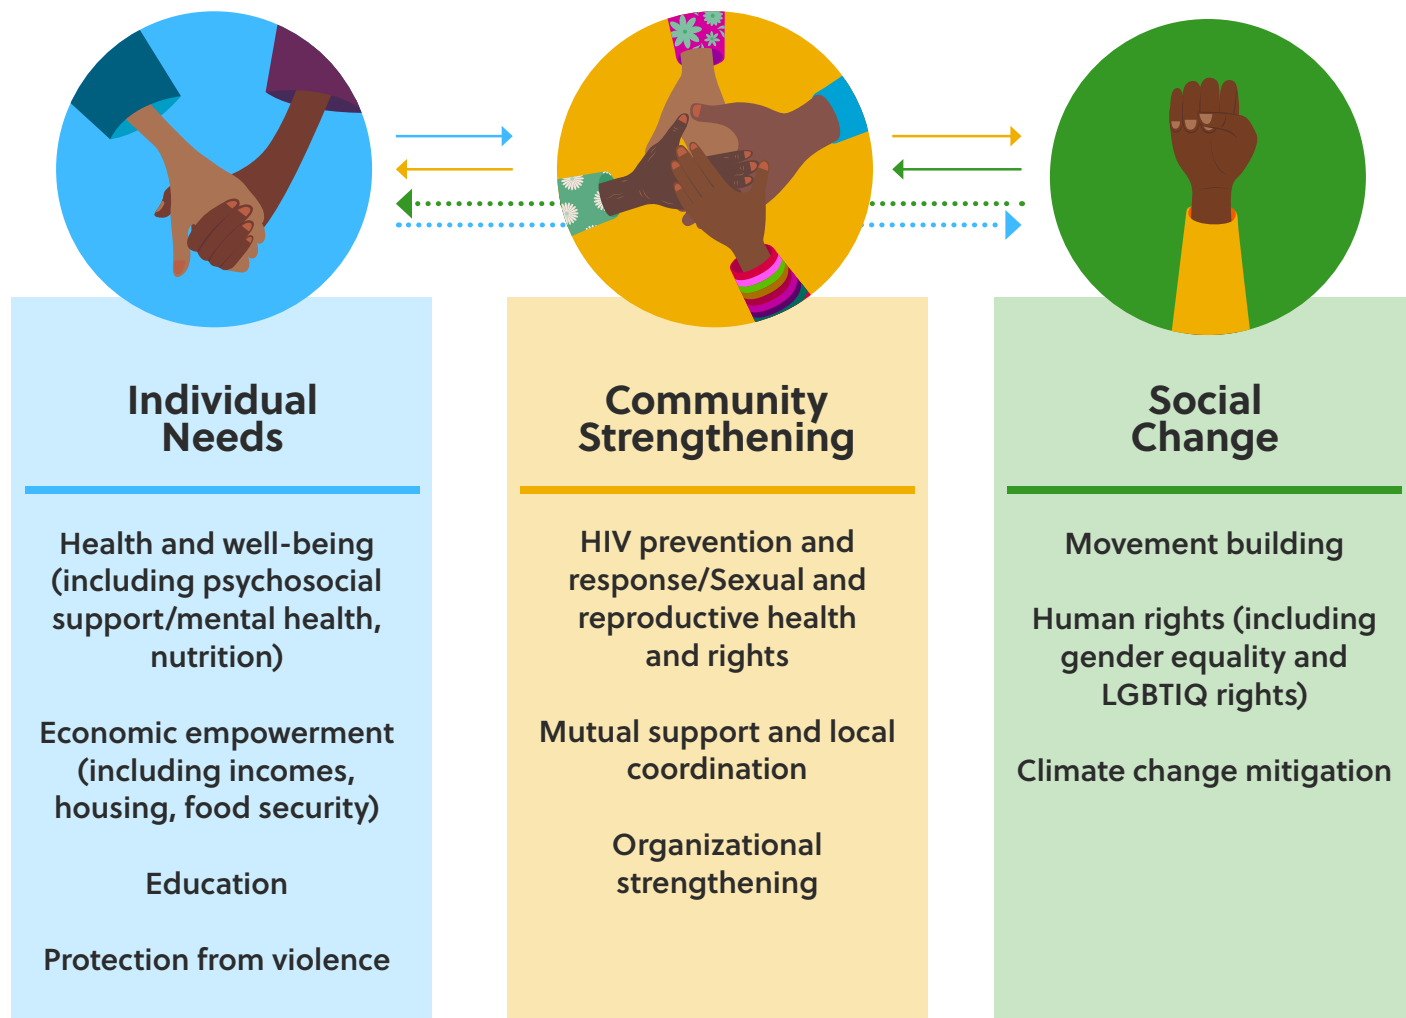 Individual
Needs
Health and well-being
(including psychosocial
support/mental health,
nutrition)
Economic empowerment
(including incomes,
housing, food security)
Education
Protection from violence
Community
Strengthening
HIV prevention and
response/Sexual and
reproductive health
and rights
Mutual support and local
coordination
Organizational
strengthening
Social
Change
Movement building
Human rights (including
gender equality and
LGBTIQ rights)
Climate change mitigation